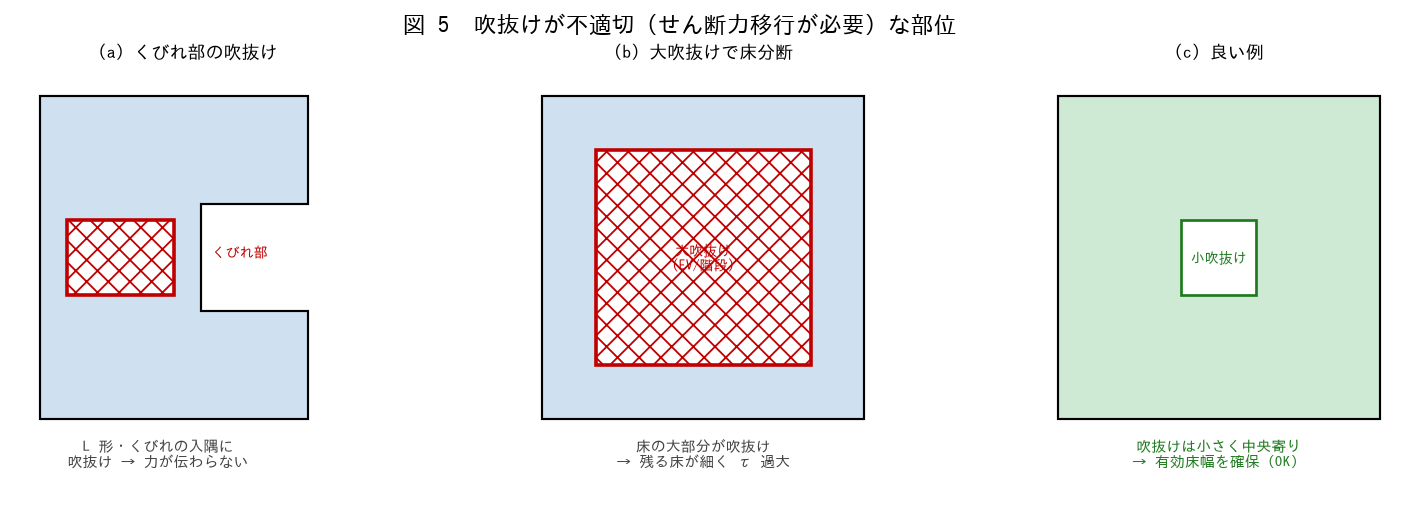 図 5　吹抜けが不適切（せん断力移行が必要）な部位
(a) くびれ部の吹抜け
くびれ部
L 形・くびれの入隅に
吹抜け → 力が伝わらない
(b) 大吹抜けで床分断
大吹抜け
(EV/階段)
床の大部分が吹抜け
→ 残る床が細く τ 過大
(c) 良い例
小吹抜け
吹抜けは小さく中央寄り
→ 有効床幅を確保（OK）